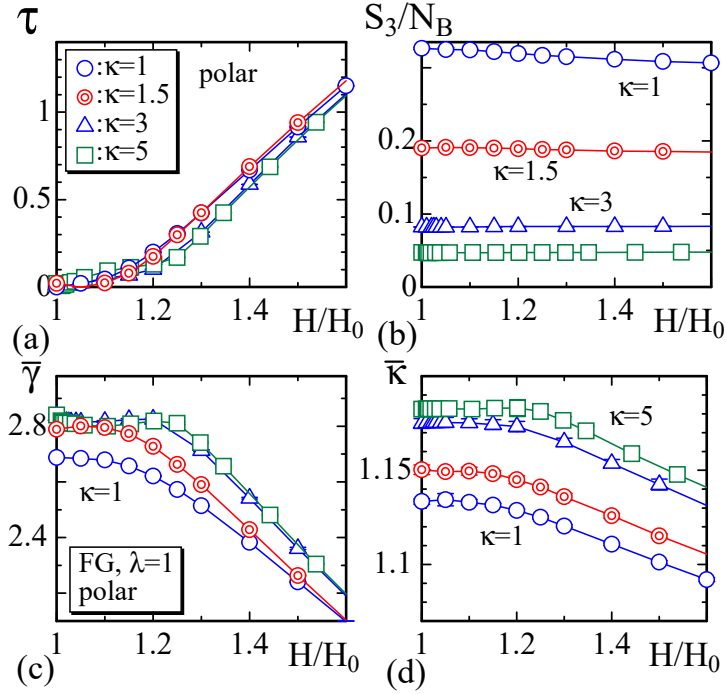 τ
polar
:κ=1
:κ=1.5
:κ=3
:κ=5
1
0.5
0
1
1.2
1.4
H/H0
(a)
S3/NB
κ=1
0.2
κ=1.5
κ=3
0.1
0
1
1.2
1.4
H/H0
(b)
γ̄
2.8
κ=1
2.4
FG, λ=1
polar
1
1.2
1.4
H/H0
(c)
κ̄
κ=5
1.15
κ=1
1.1
1
1.2
1.4
H/H0
(d)